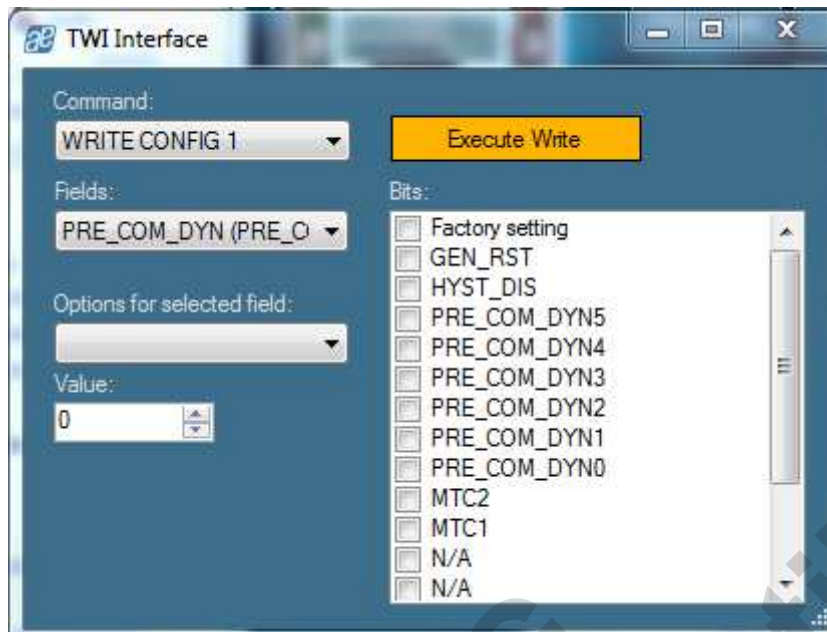 TWI Interface
Command:
WRITE CONFIG 1
Execute Write
Fields:
PRE_COM_DYN (PRE_C
Options for selected field:
Value:
0
Bits:
Factory setting
GEN_RST
HYST_DIS
PRE_COM_DYN5
PRE_COM_DYN4
PRE_COM_DYN3
PRE_COM_DYN2
PRE_COM_DYN1
PRE_COM_DYN0
MTC2
MTC1
N/A
N/A